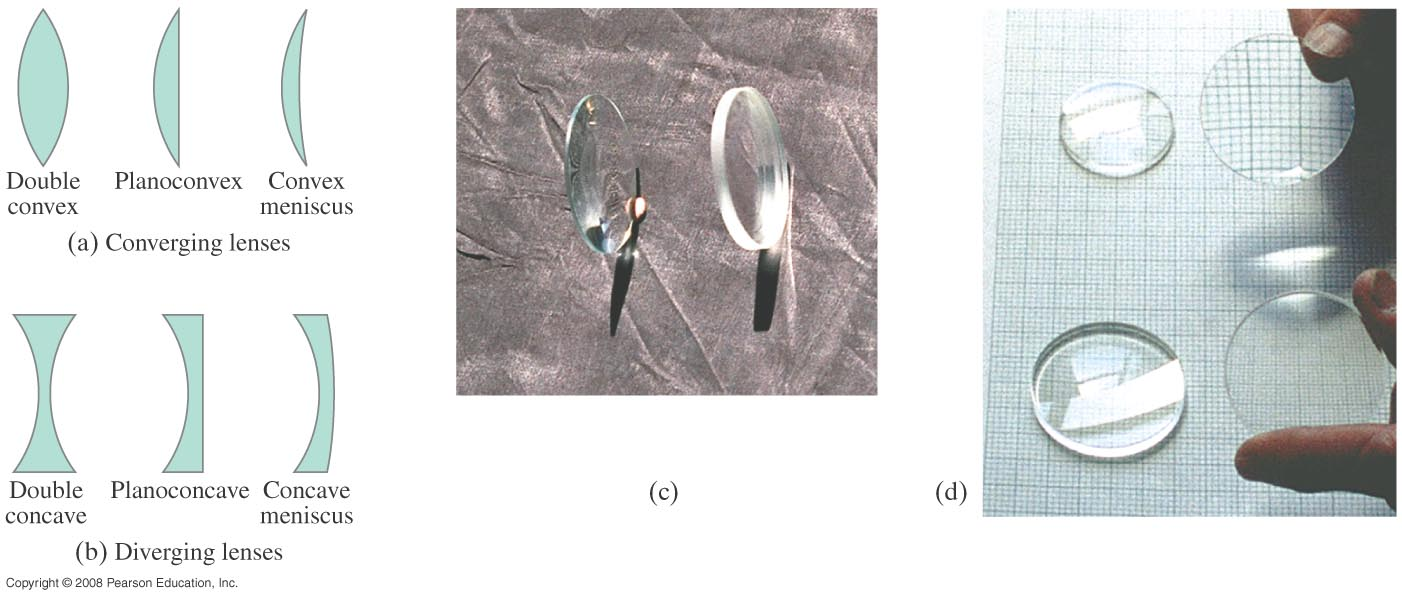 Double
convex
Planoconvex
Convex
meniscus
(a) Converging lenses
Double
concave
Planoconcave
Concave
meniscus
(b) Diverging lenses
(c)
(d)
Copyright © 2008 Pearson Education, Inc.